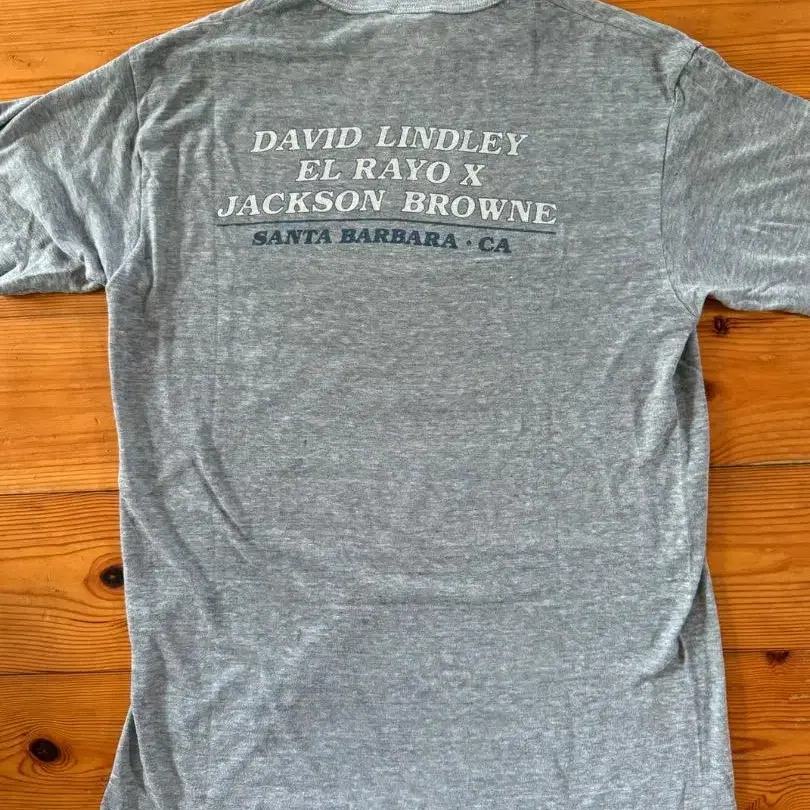 DAVID LINDLEY
EL RAYO X
JACKSON BROWNE
SANTA BARBARA · CA